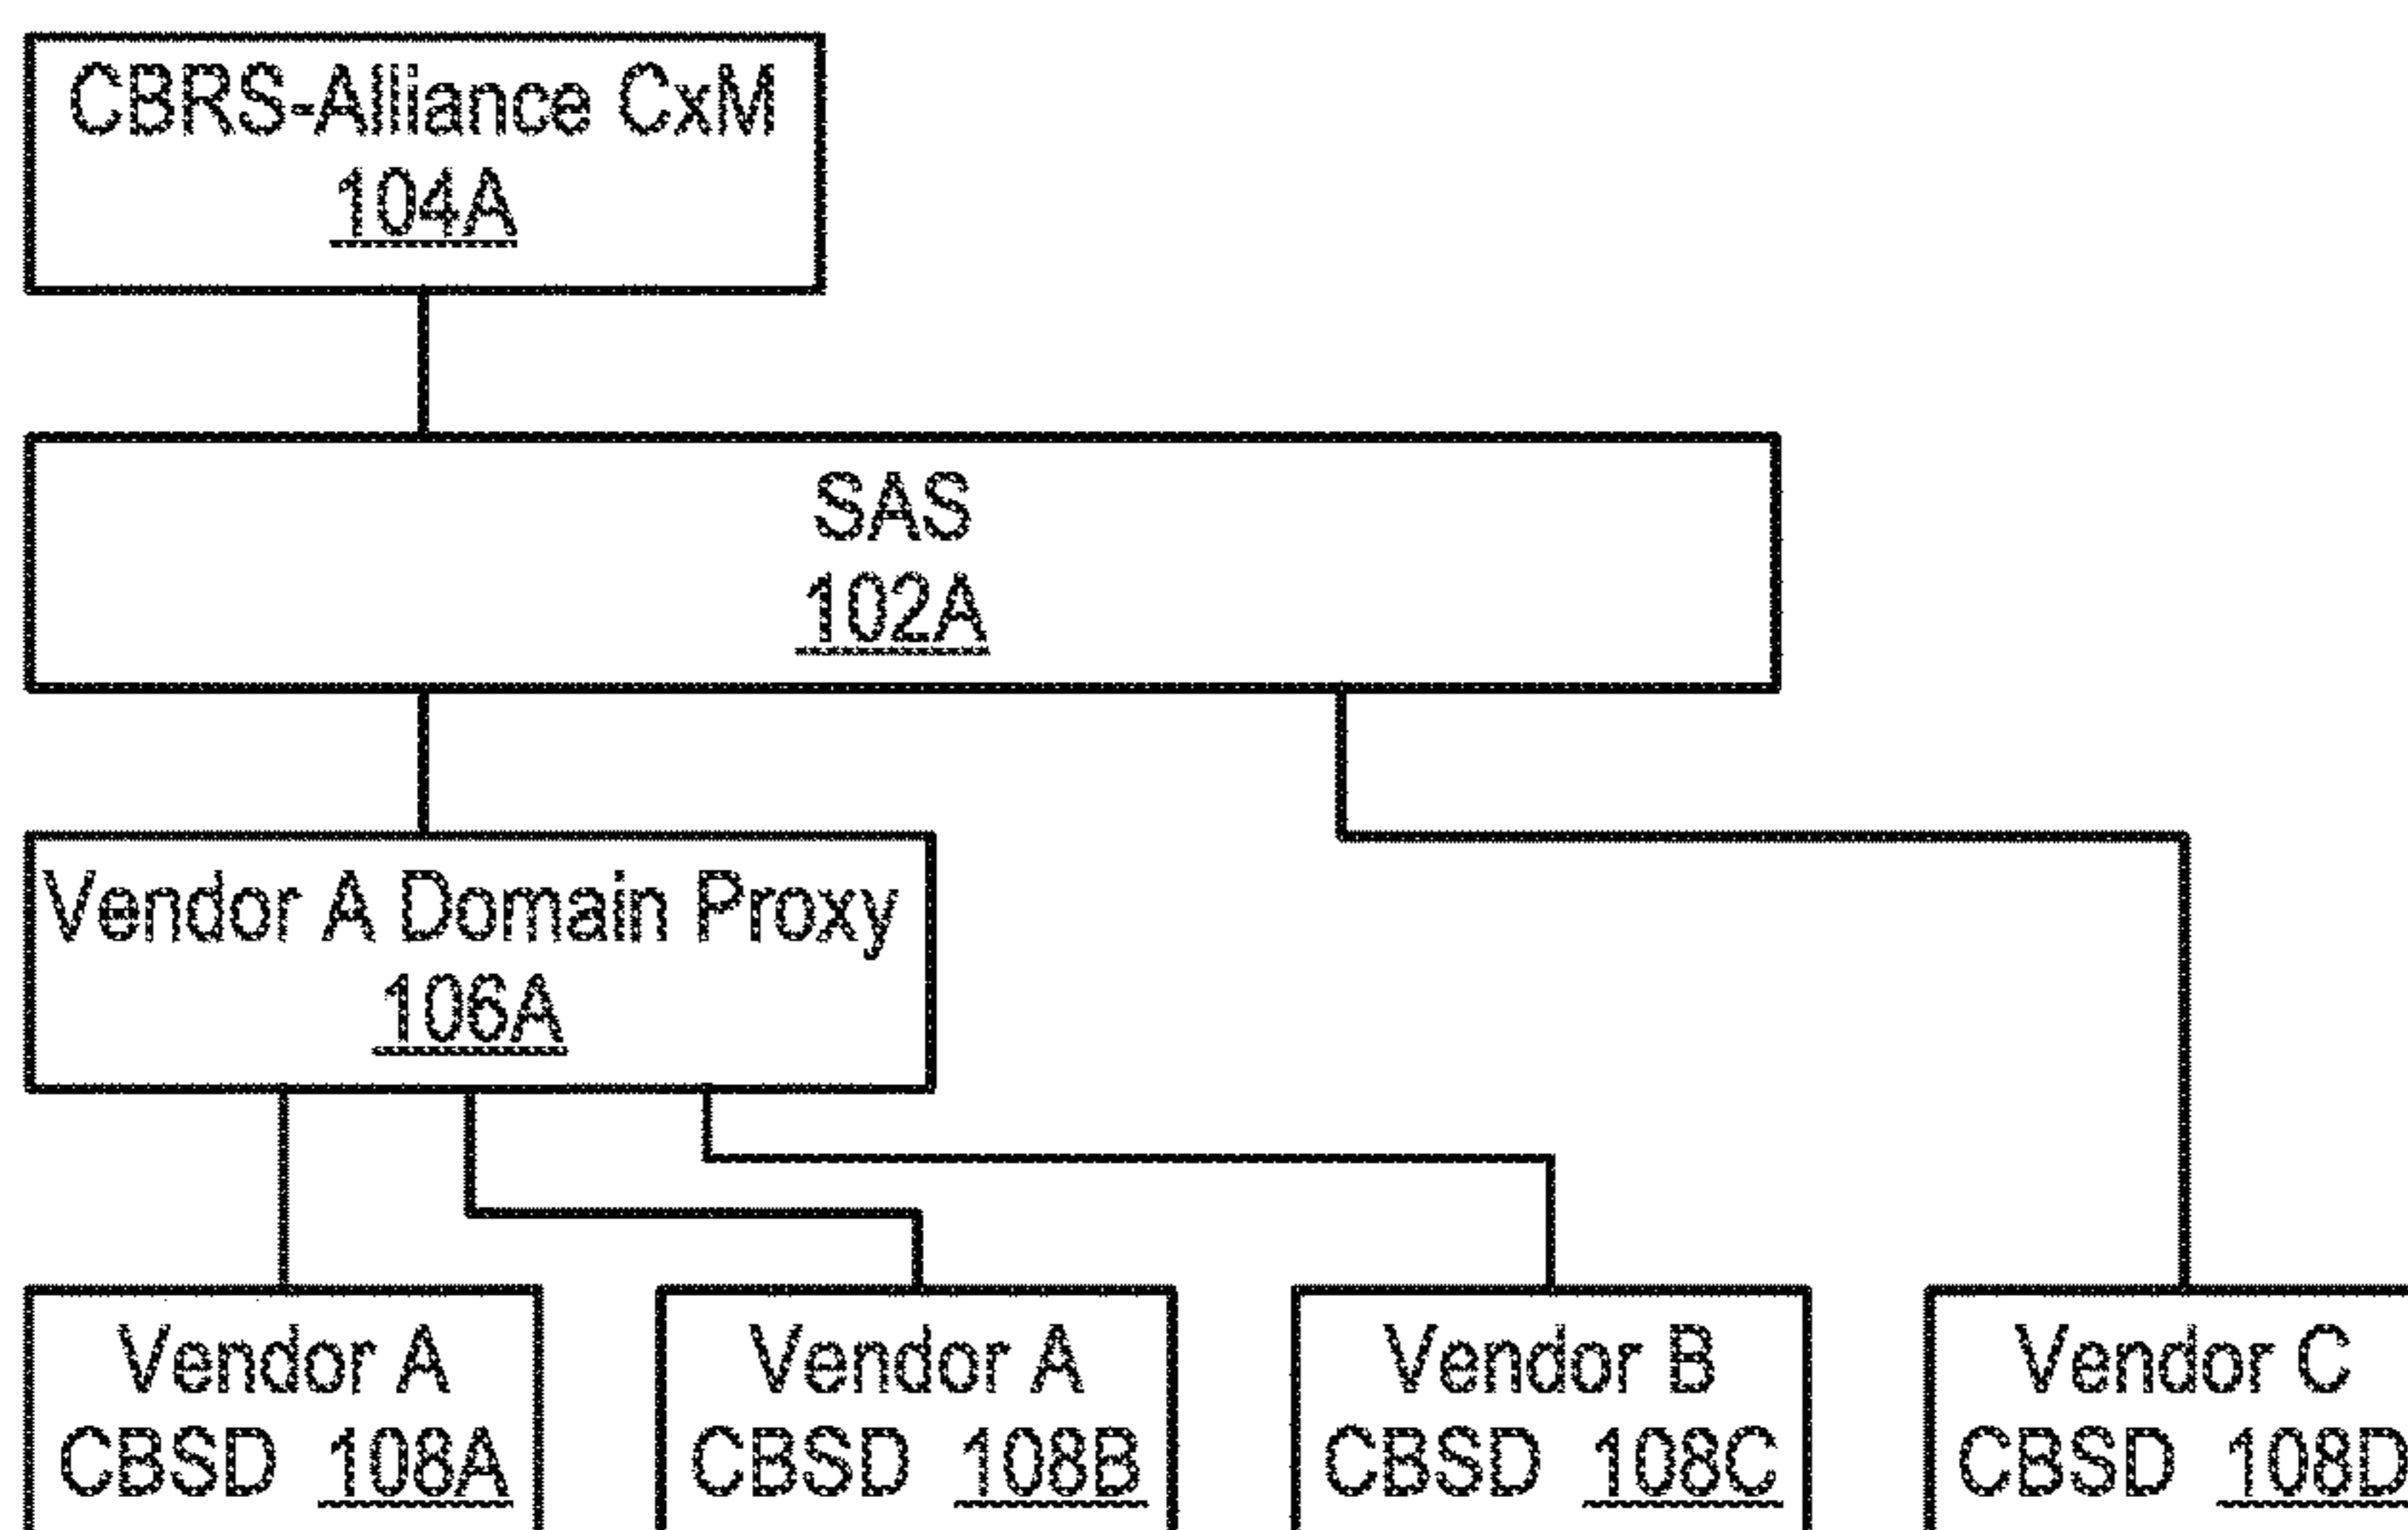 CBRS-Alliance CxM
104A
SAS
102A
Vendor A Domain Proxy
106A
Vendor A
CBSD 108A
Vendor A
CBSD 108B
Vendor B
CBSD 108C
Vendor C
CBSD 108D